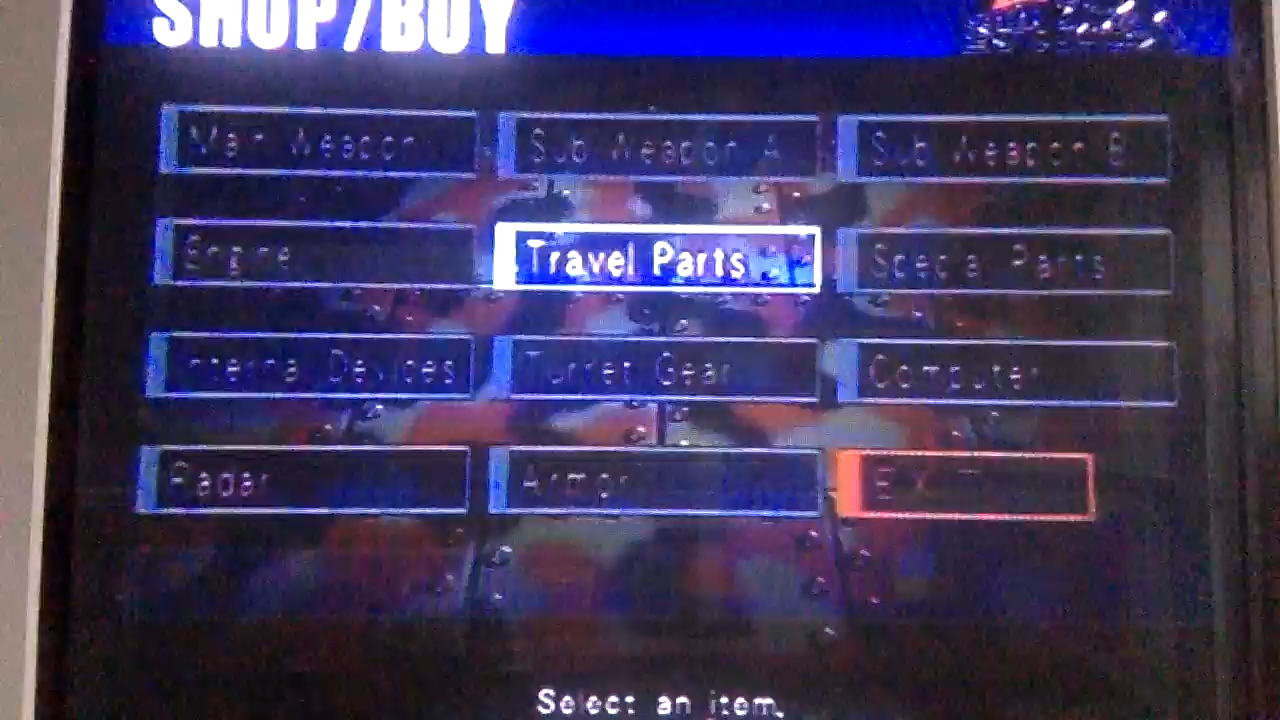 SHOP/BUY
Main Weapon
Sub Weapon A
Sub Weapon B
Engine
Travel Parts
Special Parts
Internal Devices
Turret Gear
Computer
Radar
Armor
EXIT
Select an item.